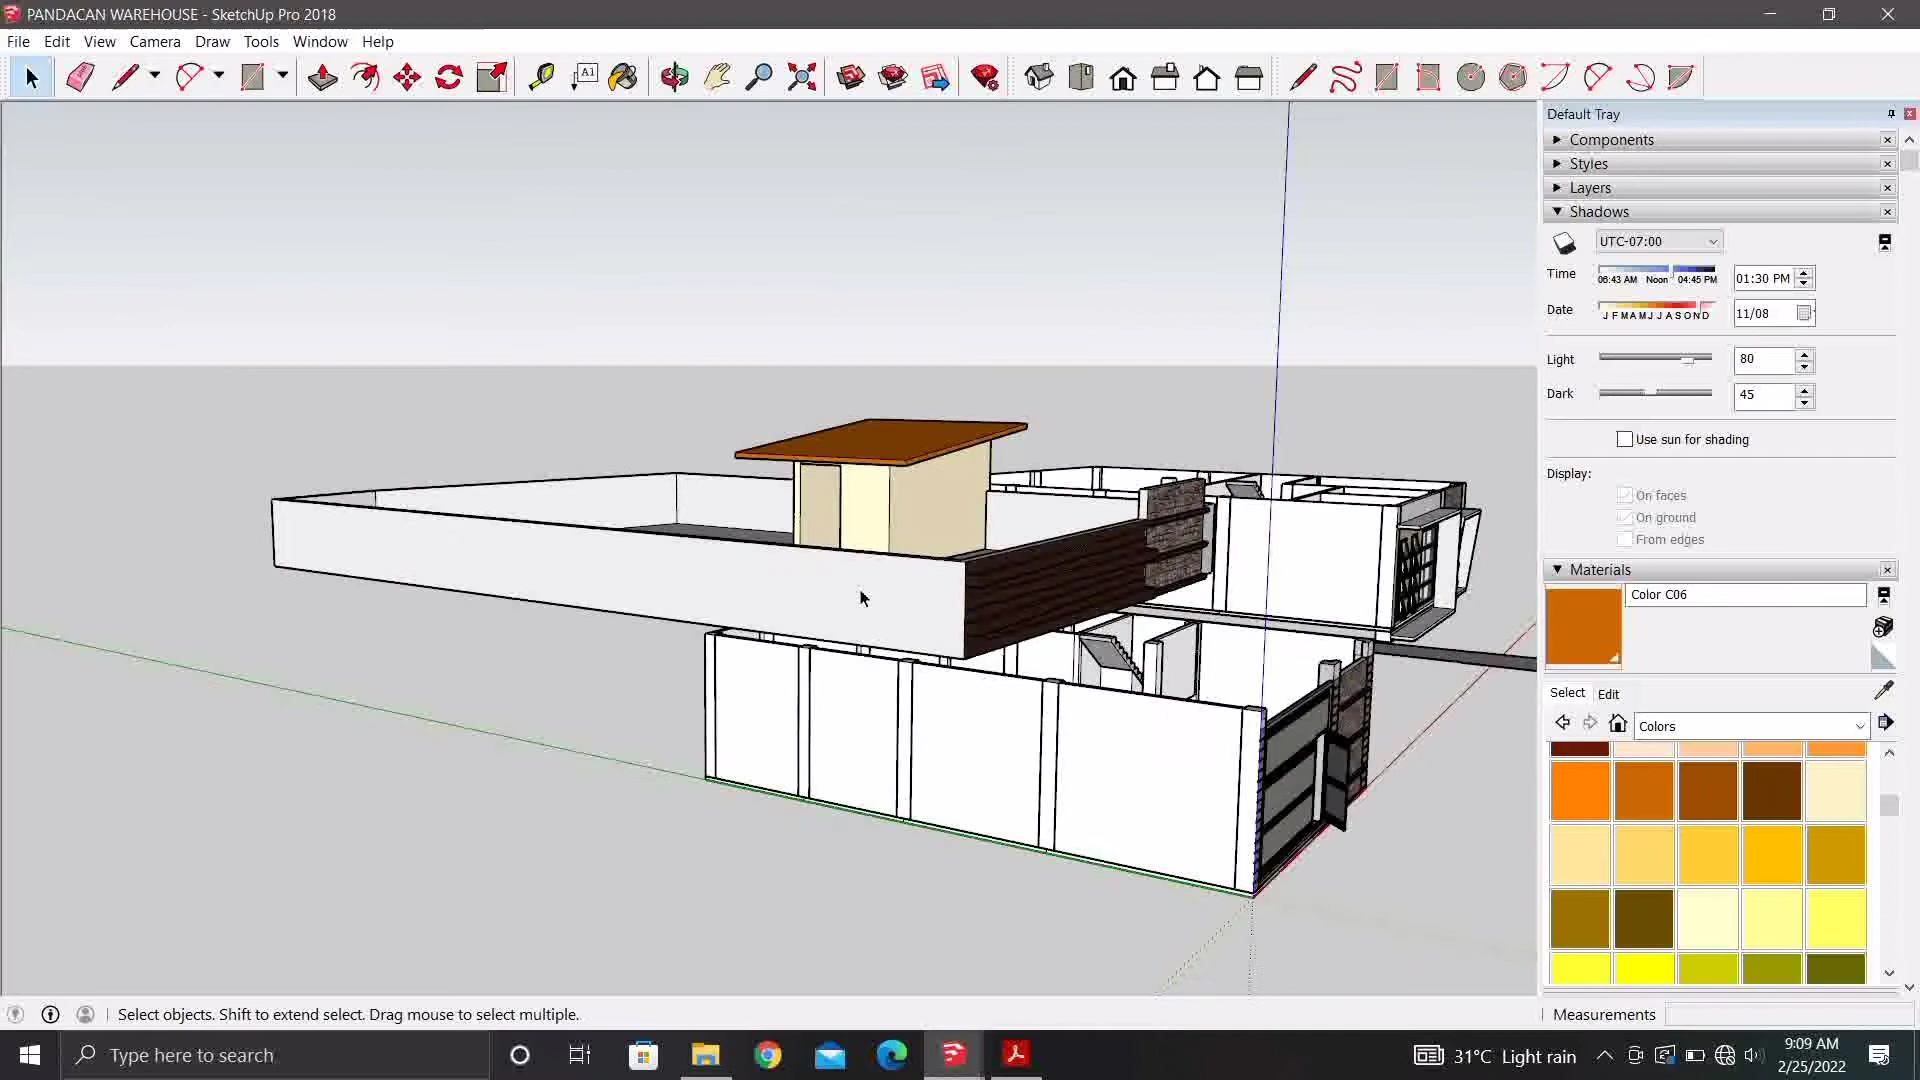 PANDACAN WAREHOUSE - SketchUp Pro 2018
File Edit View Camera Draw Tools Window Help
A1
Default Tray
Components
Styles
Layers
Shadows
UTC-07:00
Time
06:43 AM Noon 04:45 PM
01:30 PM
Date
J F M A M J J A S O N D
11/08
Light
80
Dark
45
Use sun for shading
Display:
On faces
On ground
From edges
Materials
Color C06
Select Edit
Colors
Select objects. Shift to extend select. Drag mouse to select multiple.
Measurements
Type here to search
31°C Light rain
9:09 AM
2/25/2022